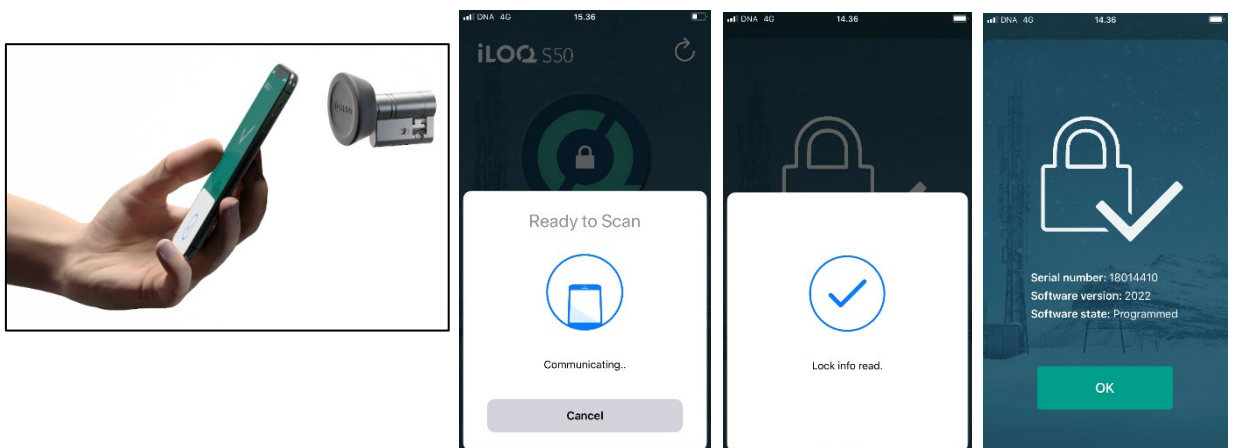 iLOQ
DNA 4G
15.36
iLOQ S50
Ready to Scan
Communicating..
Cancel
DNA 4G
14.36
Lock info read.
DNA 4G
14.36
Serial number: 18014410
Software version: 2022
Software state: Programmed
OK